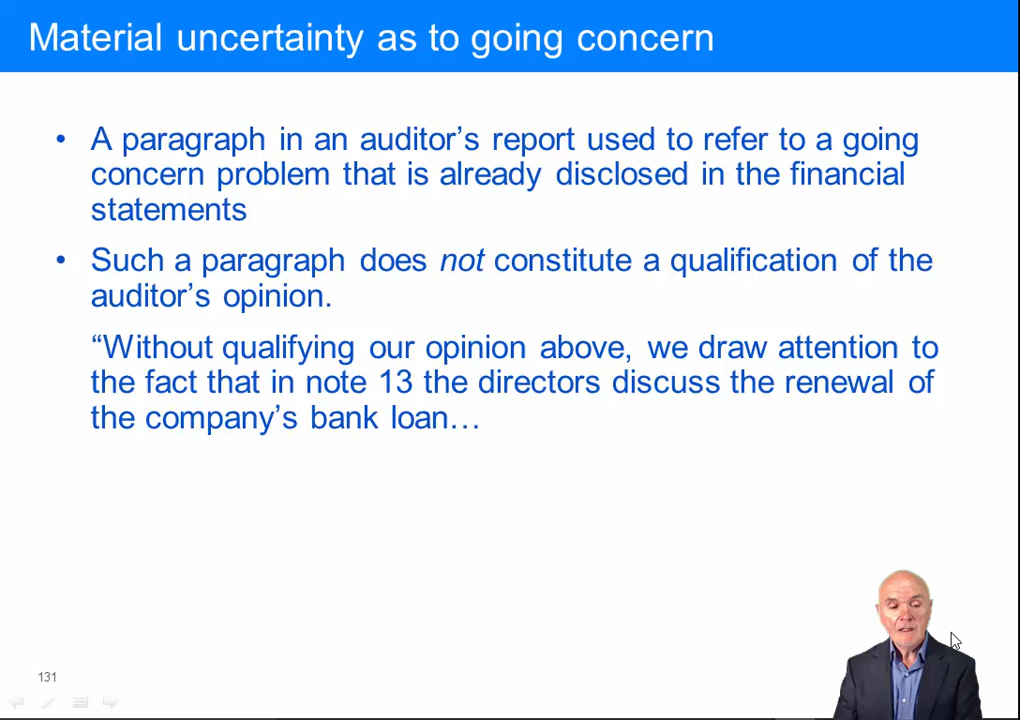 Material uncertainty as to going concern
• A paragraph in an auditor’s report used to refer to a going
concern problem that is already disclosed in the financial
statements
• Such a paragraph does not constitute a qualification of the
auditor’s opinion.
“Without qualifying our opinion above, we draw attention to
the fact that in note 13 the directors discuss the renewal of
the company’s bank loan…
131